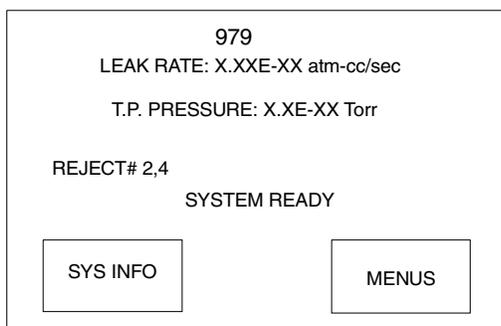 979
LEAK RATE: X.XXE-XX atm-cc/sec
T.P. PRESSURE: X.XE-XX Torr
REJECT# 2,4
SYSTEM READY
SYS INFO
MENUS